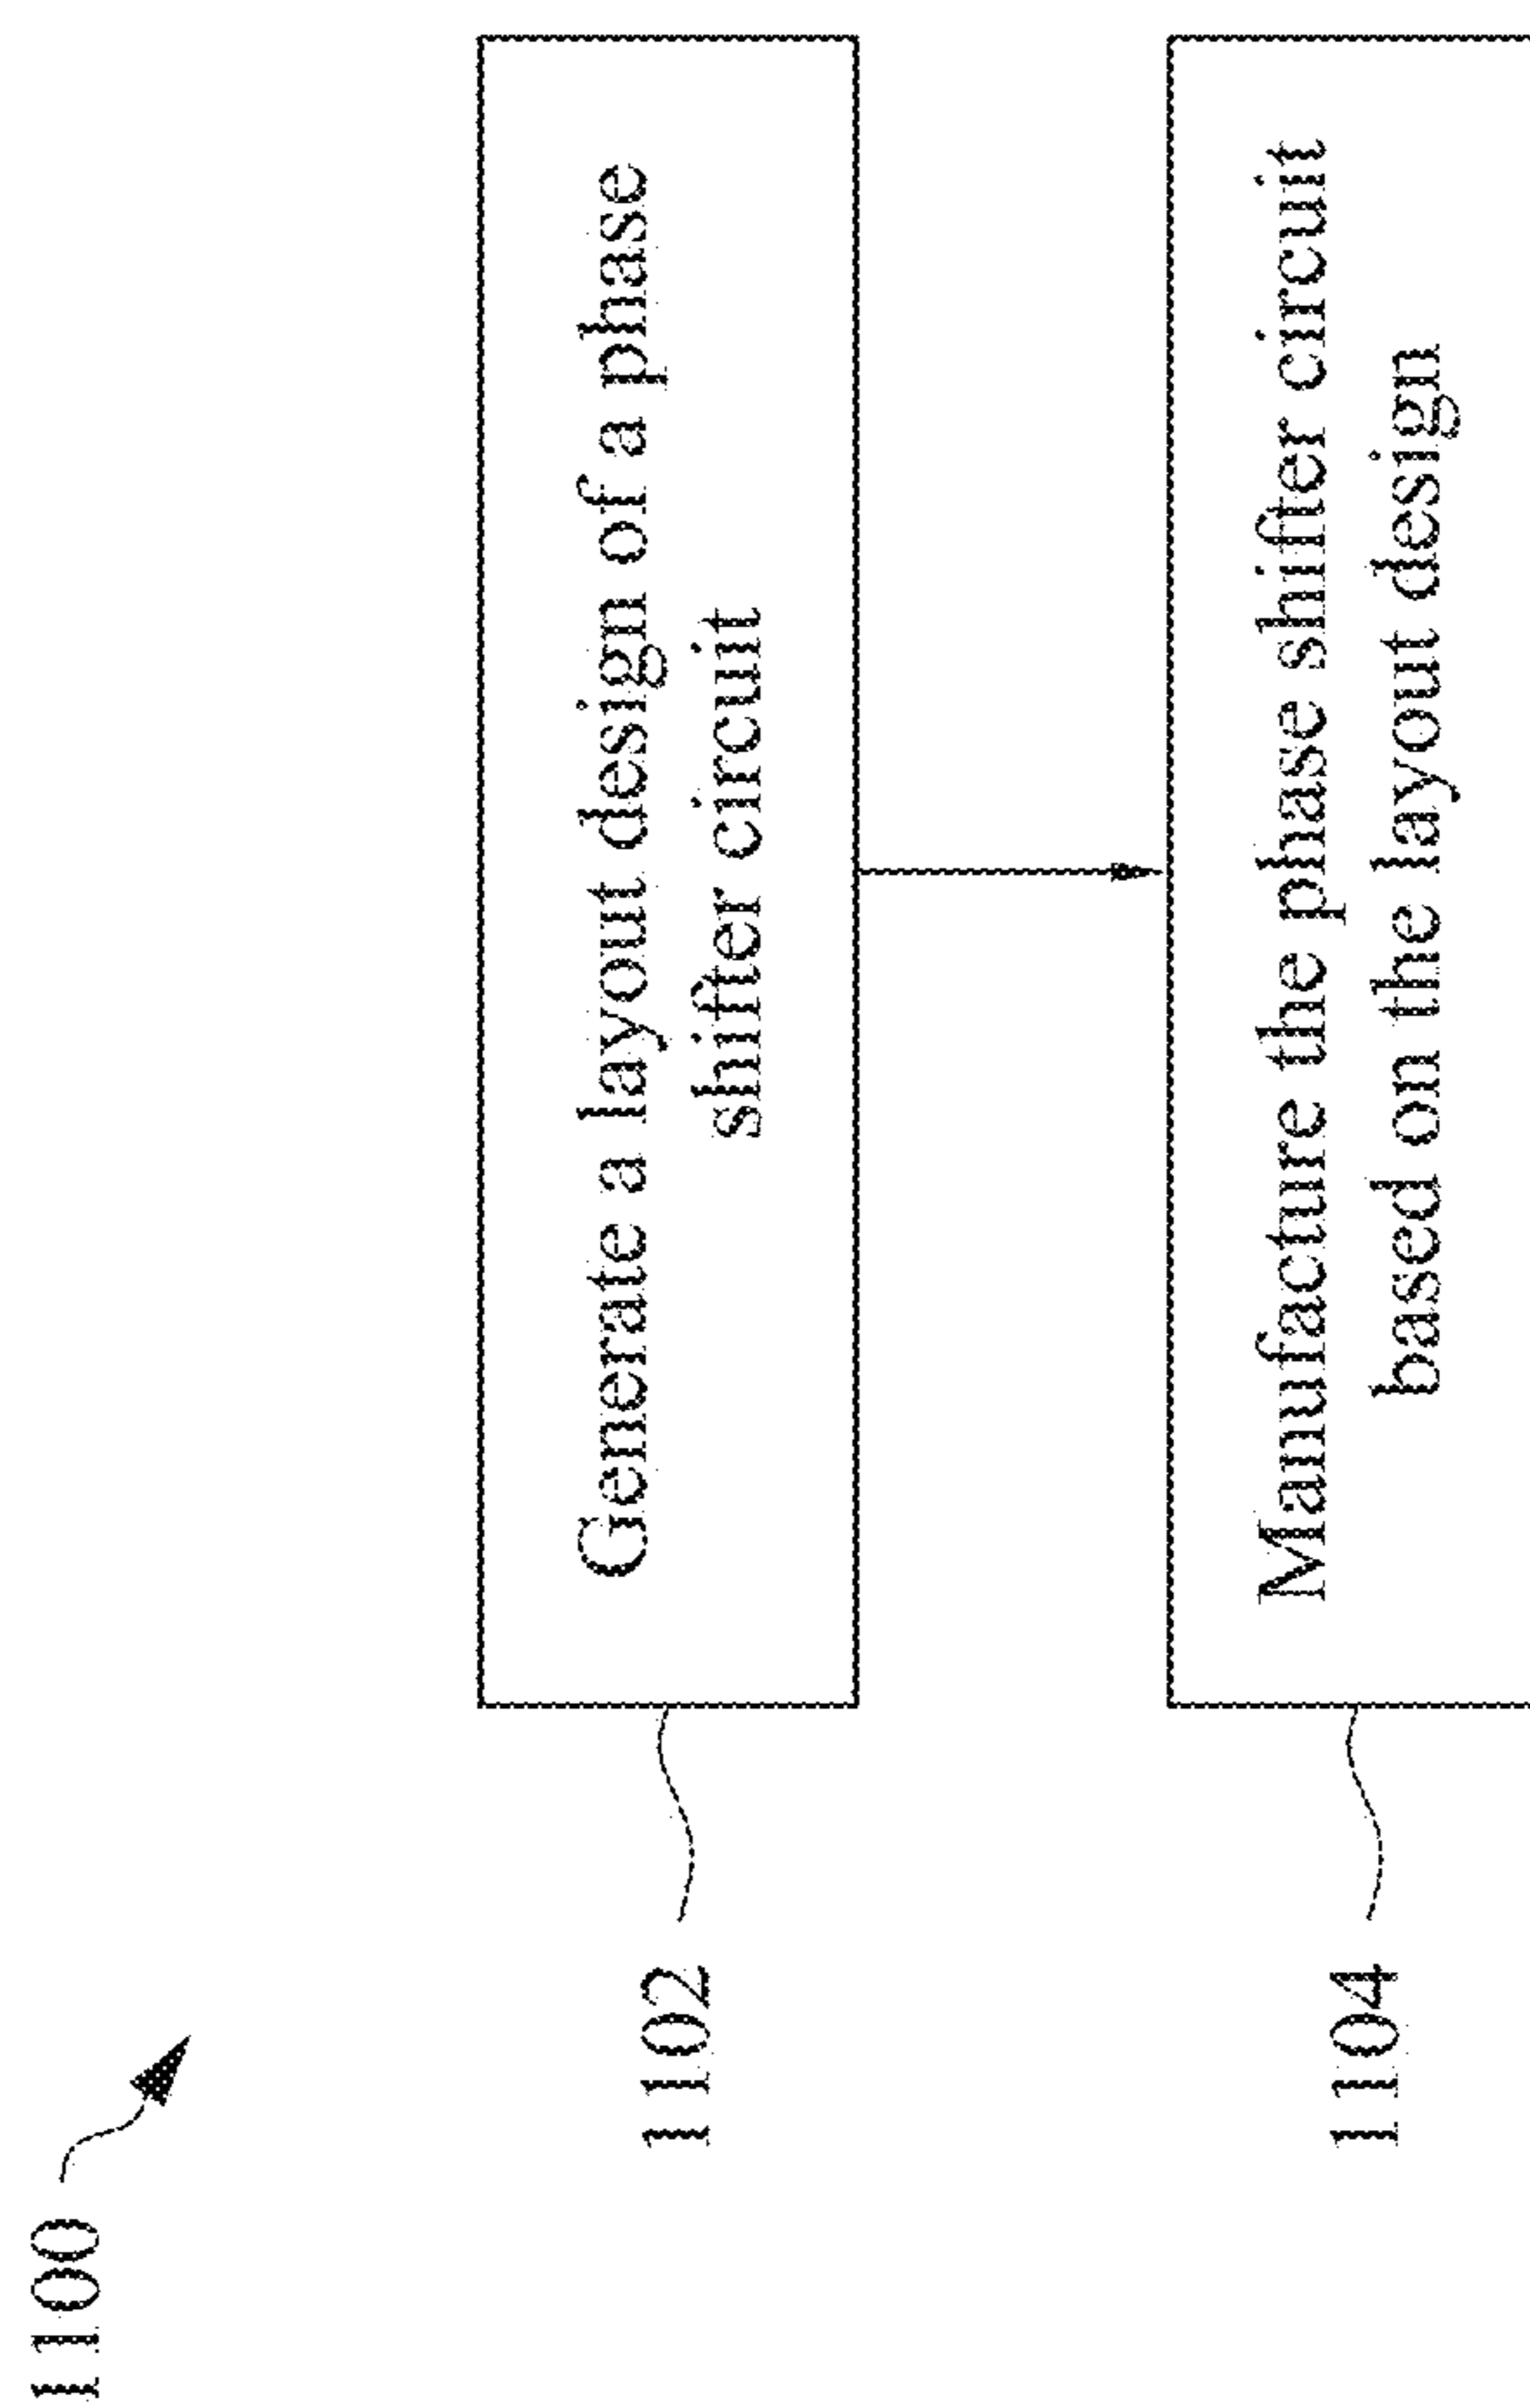 1100
1102
Generate a layout design of a phase
shifter circuit
1104
Manufacture the phase shifter circuit
based on the layout design